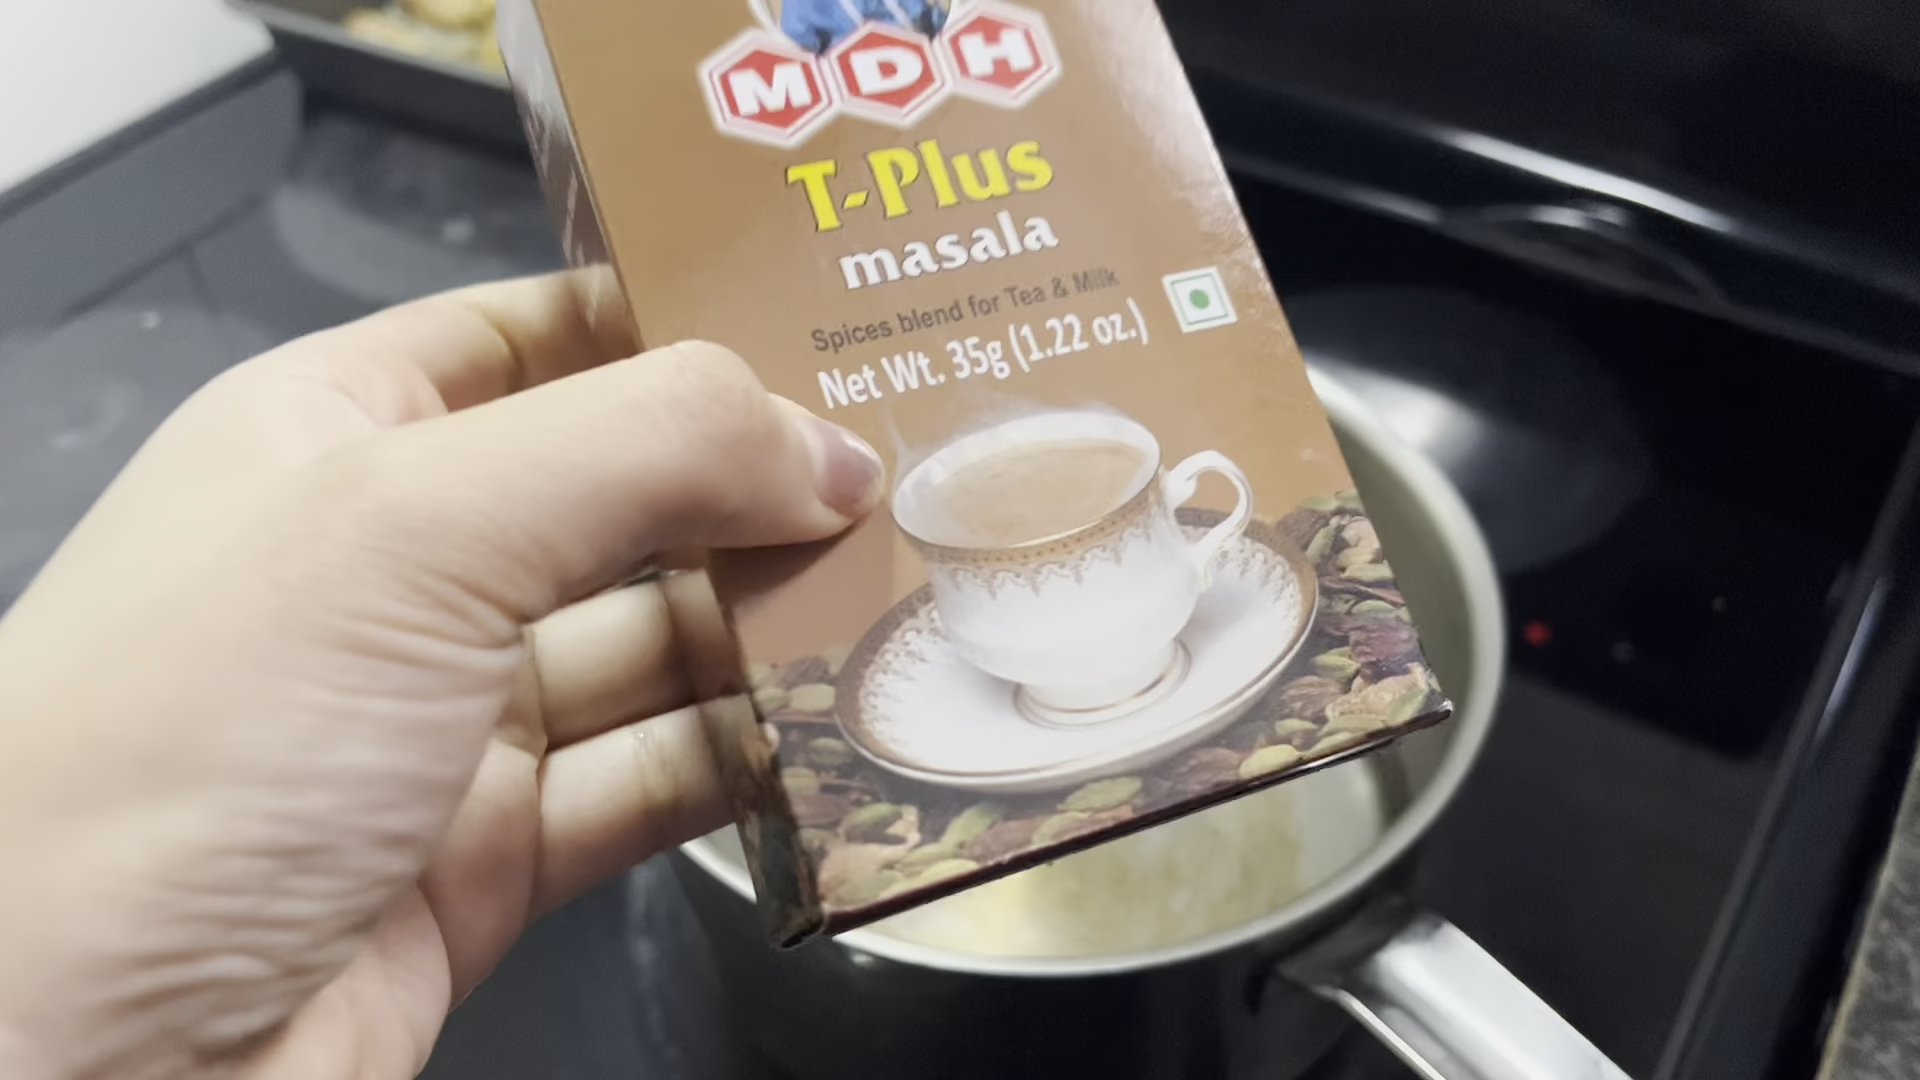 MDH
T-Plus
masala
Spices blend for Tea & Milk
Net Wt. 35g (1.22 oz.)